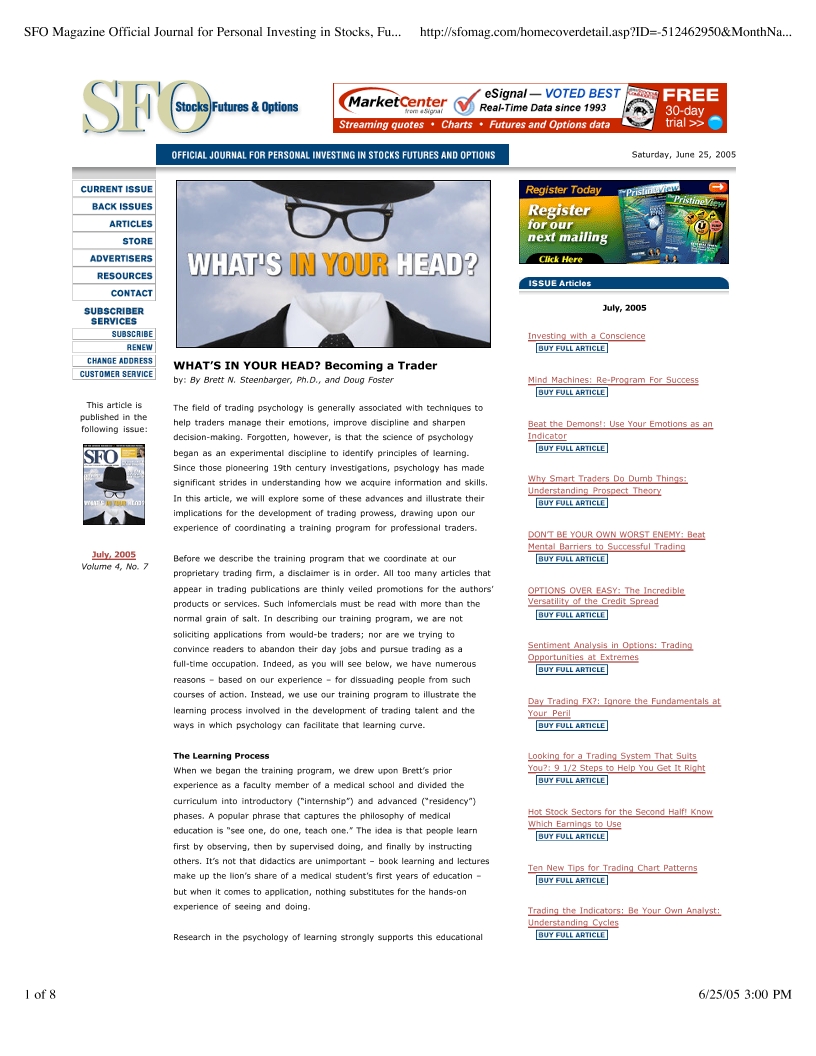 SFO Magazine Official Journal for Personal Investing in Stocks, Fu... http://sfomag.com/homecoverdetail.asp?ID=-512462950&MonthNa...
SFO Stocks Futures & Options
MarketCenter
from eSignal
eSignal — VOTED BEST
Real-Time Data since 1993
Streaming quotes • Charts • Futures and Options data
FREE
30-day
trial >>
OFFICIAL JOURNAL FOR PERSONAL INVESTING IN STOCKS FUTURES AND OPTIONS
Saturday, June 25, 2005
CURRENT ISSUE
BACK ISSUES
ARTICLES
STORE
ADVERTISERS
RESOURCES
CONTACT
SUBSCRIBER
SERVICES
SUBSCRIBE
RENEW
CHANGE ADDRESS
CUSTOMER SERVICE
This article is
published in the
following issue:
SFO
WHAT'S IN YOUR HEAD?
July, 2005
Volume 4, No. 7
WHAT'S IN YOUR HEAD?
WHAT’S IN YOUR HEAD? Becoming a Trader
by: By Brett N. Steenbarger, Ph.D., and Doug Foster
The field of trading psychology is generally associated with techniques to
help traders manage their emotions, improve discipline and sharpen
decision-making. Forgotten, however, is that the science of psychology
began as an experimental discipline to identify principles of learning.
Since those pioneering 19th century investigations, psychology has made
significant strides in understanding how we acquire information and skills.
In this article, we will explore some of these advances and illustrate their
implications for the development of trading prowess, drawing upon our
experience of coordinating a training program for professional traders.
Before we describe the training program that we coordinate at our
proprietary trading firm, a disclaimer is in order. All too many articles that
appear in trading publications are thinly veiled promotions for the authors’
products or services. Such infomercials must be read with more than the
normal grain of salt. In describing our training program, we are not
soliciting applications from would-be traders; nor are we trying to
convince readers to abandon their day jobs and pursue trading as a
full-time occupation. Indeed, as you will see below, we have numerous
reasons – based on our experience – for dissuading people from such
courses of action. Instead, we use our training program to illustrate the
learning process involved in the development of trading talent and the
ways in which psychology can facilitate that learning curve.
The Learning Process
When we began the training program, we drew upon Brett’s prior
experience as a faculty member of a medical school and divided the
curriculum into introductory (“internship”) and advanced (“residency”)
phases. A popular phrase that captures the philosophy of medical
education is “see one, do one, teach one.” The idea is that people learn
first by observing, then by supervised doing, and finally by instructing
others. It’s not that didactics are unimportant – book learning and lectures
make up the lion’s share of a medical student’s first years of education –
but when it comes to application, nothing substitutes for the hands-on
experience of seeing and doing.
Research in the psychology of learning strongly supports this educational
Register Today
Register
for our
next mailing
Click Here
The PristineView
The PristineView
ISSUE Articles
July, 2005
Investing with a Conscience
BUY FULL ARTICLE
Mind Machines: Re-Program For Success
BUY FULL ARTICLE
Beat the Demons!: Use Your Emotions as an
Indicator
BUY FULL ARTICLE
Why Smart Traders Do Dumb Things:
Understanding Prospect Theory
BUY FULL ARTICLE
DON'T BE YOUR OWN WORST ENEMY: Beat
Mental Barriers to Successful Trading
BUY FULL ARTICLE
OPTIONS OVER EASY: The Incredible
Versatility of the Credit Spread
BUY FULL ARTICLE
Sentiment Analysis in Options: Trading
Opportunities at Extremes
BUY FULL ARTICLE
Day Trading FX?: Ignore the Fundamentals at
Your Peril
BUY FULL ARTICLE
Looking for a Trading System That Suits
You?: 9 1/2 Steps to Help You Get It Right
BUY FULL ARTICLE
Hot Stock Sectors for the Second Half! Know
Which Earnings to Use
BUY FULL ARTICLE
Ten New Tips for Trading Chart Patterns
BUY FULL ARTICLE
Trading the Indicators: Be Your Own Analyst:
Understanding Cycles
BUY FULL ARTICLE
1 of 8
6/25/05 3:00 PM